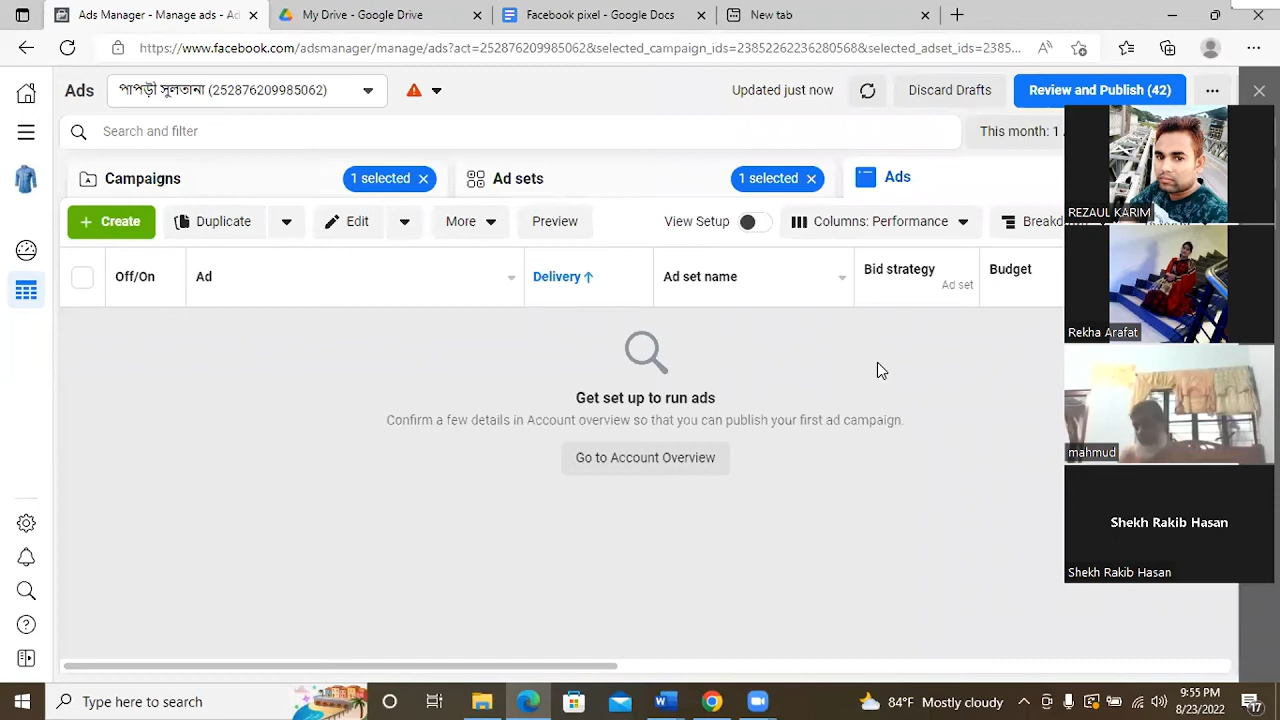 Ads Manager - Manage ads - Ad
My Drive - Google Drive
Facebook pixel - Google Docs
New tab
https://www.facebook.com/adsmanager/manage/ads?act=252876209985062&selected_campaign_ids=23852262236280568&selected_adset_ids=2385...
Ads
পাপড়ী সুলতানা (252876209985062)
Updated just now
Discard Drafts
Review and Publish (42)
Search and filter
This month: 1
Campaigns
1 selected
Ad sets
1 selected
Ads
Create
Duplicate
Edit
More
Preview
View Setup
Columns: Performance
Breakd
Off/On
Ad
Delivery
Ad set name
Bid strategy
Ad set
Budget
Get set up to run ads
Confirm a few details in Account overview so that you can publish your first ad campaign.
Go to Account Overview
REZAUL KARIM
Rekha Arafat
mahmud
Shekh Rakib Hasan
Shekh Rakib Hasan
Type here to search
84°F Mostly cloudy
9:55 PM
8/23/2022
17